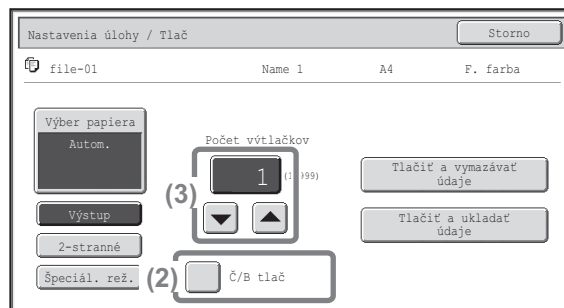 Nastavenia úlohy / Tlač
Storno
file-01 Name 1 A4 F. farba
Výber papiera
Autom.
Počet výtlačkov
1
999)
(3)
Tlačiť a vymazávať
údaje
Výstup
Tlačiť a ukladať
údaje
2-stranné
Špeciál. rež.
(2)
Č/B tlač